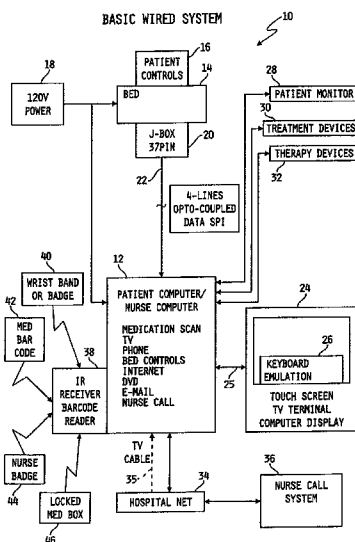 BASIC WIRED SYSTEM
10
16
PATIENT
CONTROLS
14
18
120V
POWER
BED
28
PATIENT MONITOR
30
TREATMENT DEVICES
J-BOX
37PIN
20
THERAPY DEVICES
32
22
4-LINES
OPTO-COUPLED
DATA SPI
40
WRIST BAND
OR BADGE
12
24
42
MED
BAR
CODE
PATIENT COMPUTER/
NURSE COMPUTER
MEDICATION SCAN
TV
PHONE
BED CONTROLS
INTERNET
DVD
E-MAIL
NURSE CALL
38
IR
RECEIVER
BARCODE
READER
26
KEYBOARD
EMULATION
25
TOUCH SCREEN
TV TERMINAL
COMPUTER DISPLAY
NURSE
BADGE
44
TV
CABLE
35
34
36
LOCKED
MED BOX
46
HOSPITAL NET
NURSE CALL
SYSTEM